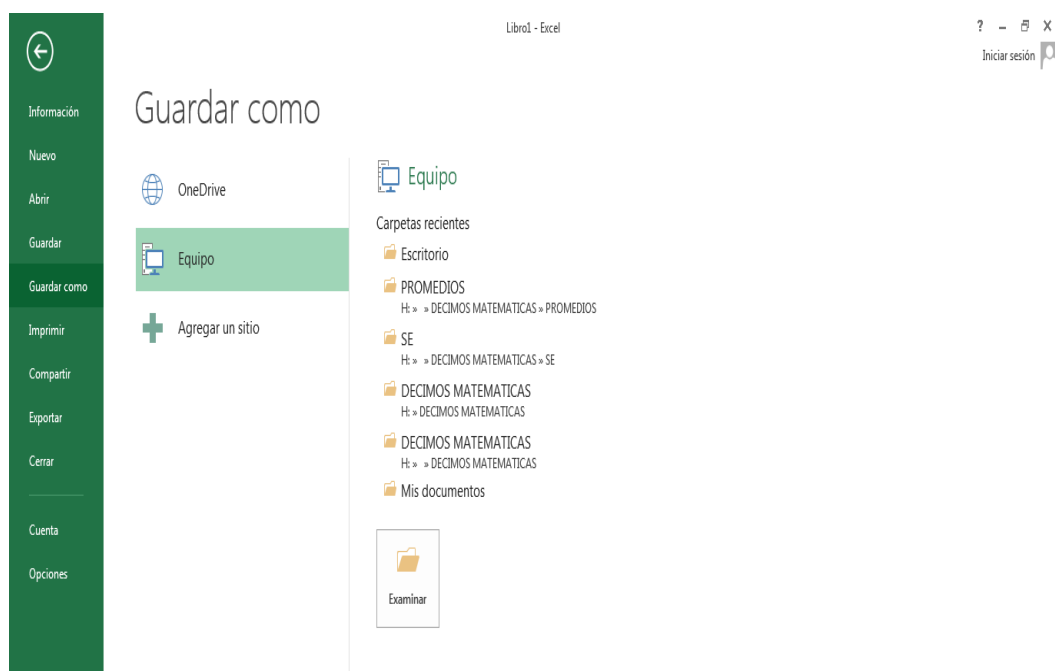 Libro1 - Excel
?
Iniciar sesión
Información
Nuevo
Abrir
Guardar
Guardar como
Imprimir
Compartir
Exportar
Cerrar
Cuenta
Opciones
Guardar como
OneDrive
Equipo
Agregar un sitio
Equipo
Carpetas recientes
Escritorio
PROMEDIOS
H: » » DECIMOS MATEMATICAS » PROMEDIOS
SE
H: » » DECIMOS MATEMATICAS » SE
DECIMOS MATEMATICAS
H: » DECIMOS MATEMATICAS
DECIMOS MATEMATICAS
H: » » DECIMOS MATEMATICAS
Mis documentos
Examinar